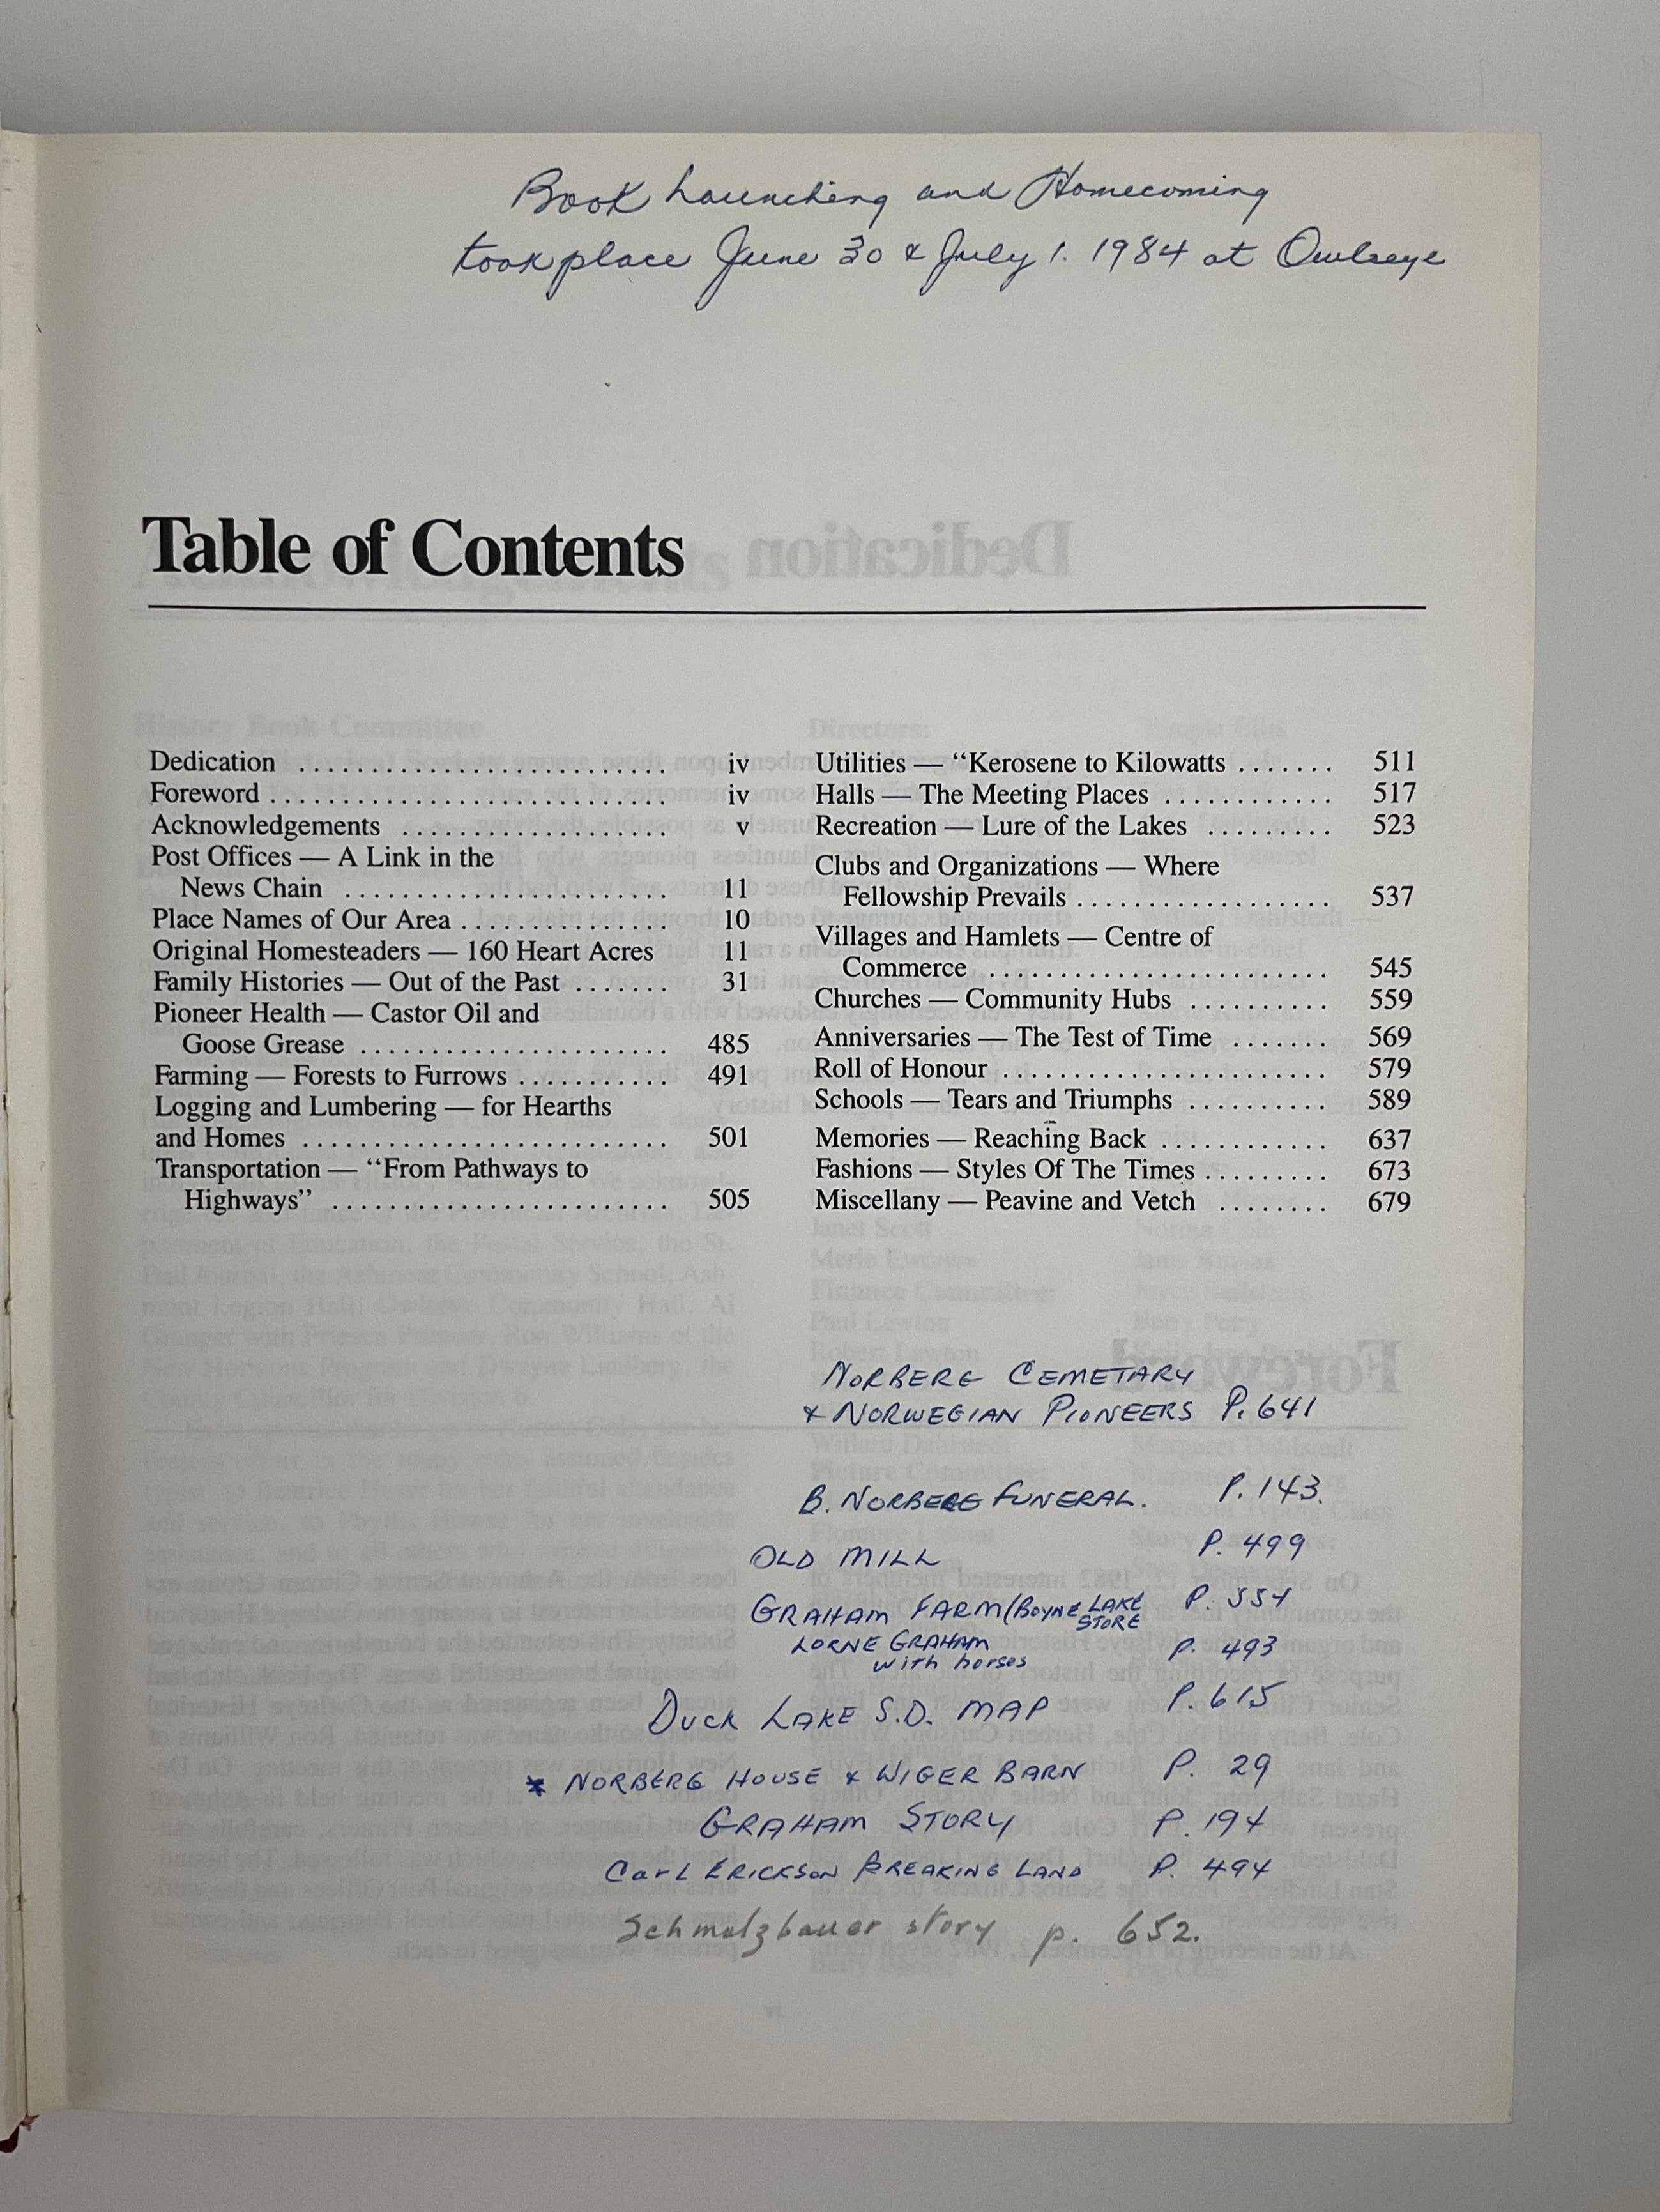 Book Launching and Homecoming
took place June 30 & July 1. 1984 at Owlseye
Table of Contents
Dedication .......................... iv
Foreword ............................ iv
Acknowledgements .................... v
Post Offices — A Link in the
News Chain ....................... 11
Place Names of Our Area ............... 10
Original Homesteaders — 160 Heart Acres 11
Family Histories — Out of the Past ....... 31
Pioneer Health — Castor Oil and
Goose Grease ...................... 485
Farming — Forests to Furrows ........... 491
Logging and Lumbering — for Hearths
and Homes .......................... 501
Transportation — “From Pathways to
Highways” ........................ 505
Utilities — “Kerosene to Kilowatts ....... 511
Halls — The Meeting Places ............ 517
Recreation — Lure of the Lakes ......... 523
Clubs and Organizations — Where
Fellowship Prevails .................. 537
Villages and Hamlets — Centre of
Commerce ........................ 545
Churches — Community Hubs .......... 559
Anniversaries — The Test of Time ....... 569
Roll of Honour ....................... 579
Schools — Tears and Triumphs .......... 589
Memories — Reaching Back ............ 637
Fashions — Styles Of The Times ......... 673
Miscellany — Peavine and Vetch ........ 679
NORBERG CEMETARY
& NORWEGIAN PIONEERS P. 641
B. NORBERG FUNERAL. P. 143.
OLD MILL P. 499
GRAHAM FARM (BOYNE LAKE STORE P. 554
LORNE GRAHAM P. 493
with horses
DUCK LAKE S.D. MAP P. 615
* NORBERG HOUSE & WIGER BARN P. 29
GRAHAM STORY P. 194
Carl ERICKSON BREAKING LAND P. 494
Schmalzbauer story p. 652.